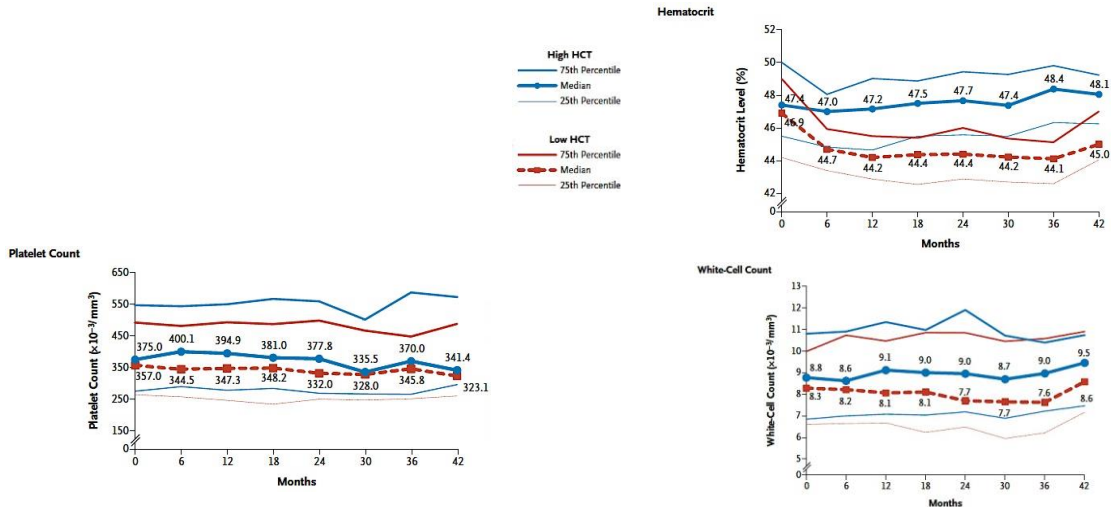 Hematocrit
High HCT
75th Percentile
Median
25th Percentile
Low HCT
75th Percentile
Median
25th Percentile
Hematocrit Level (%)
52
50
48
46
44
42
0
47.4 47.0 47.2 47.5 47.7 47.4 48.4 48.1
46.9 44.7 44.2 44.4 44.4 44.2 44.1 45.0
0 6 12 18 24 30 36 42
Months
Platelet Count
Platelet Count (×10⁻³/mm³)
650
550
450
350
250
150
0
375.0 400.1 394.9 381.0 377.8 335.5 370.0 341.4
357.0 344.5 347.3 348.2 332.0 328.0 345.8 323.1
0 6 12 18 24 30 36 42
Months
White-Cell Count
White-Cell Count (×10⁻³/mm³)
13
12
11
10
9
8
7
6
5
0
8.8 8.6 9.1 9.0 9.0 8.7 9.0 9.5
8.3 8.2 8.1 8.1 7.7 7.7 7.6 8.6
0 6 12 18 24 30 36 42
Months